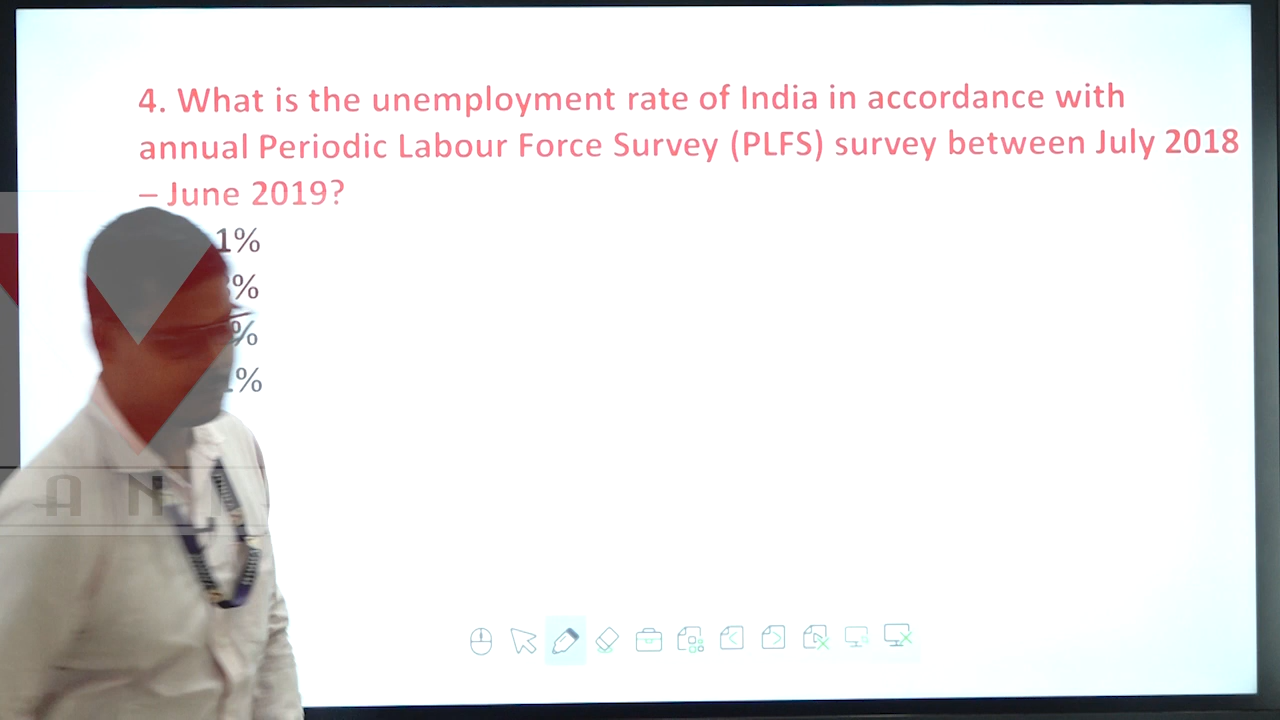 4. What is the unemployment rate of India in accordance with
annual Periodic Labour Force Survey (PLFS) survey between July 2018
– June 2019?
1%
%
%
1%
A N